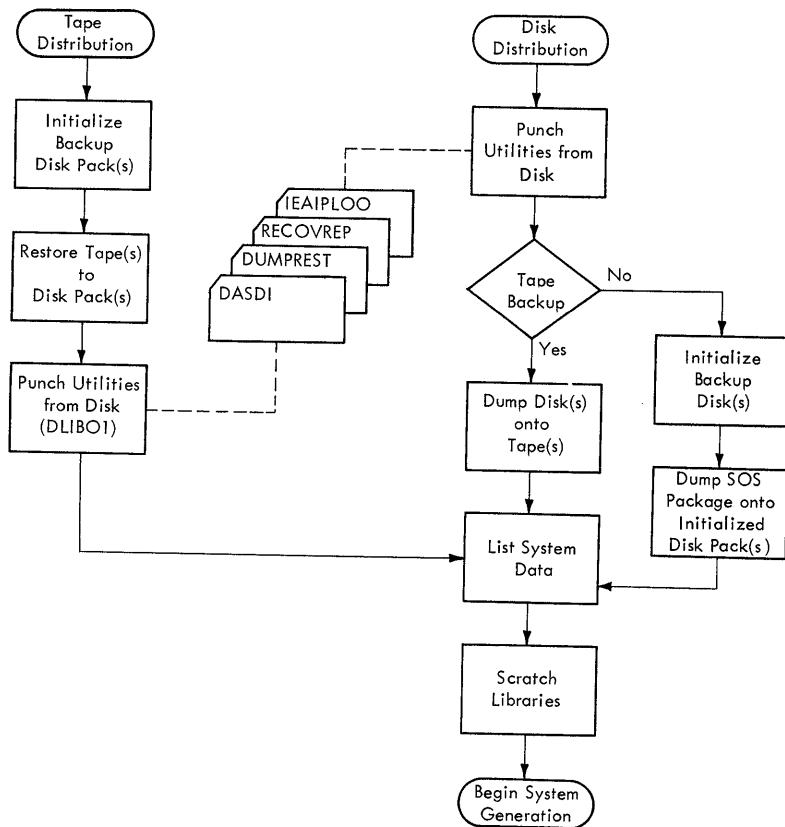 Tape
Distribution
Initialize
Backup
Disk Pack(s)
Restore Tape(s)
to
Disk Pack(s)
Punch Utilities
from Disk
(DLIBO1)
IEAIPLOO
RECOVREP
DUMPREST
DASDI
Disk
Distribution
Punch
Utilities from
Disk
Tape
Backup
No
Yes
Dump Disk(s)
onto
Tape(s)
Initialize
Backup
Disk(s)
Dump SOS
Package onto
Initialized
Disk Pack(s)
List System
Data
Scratch
Libraries
Begin System
Generation